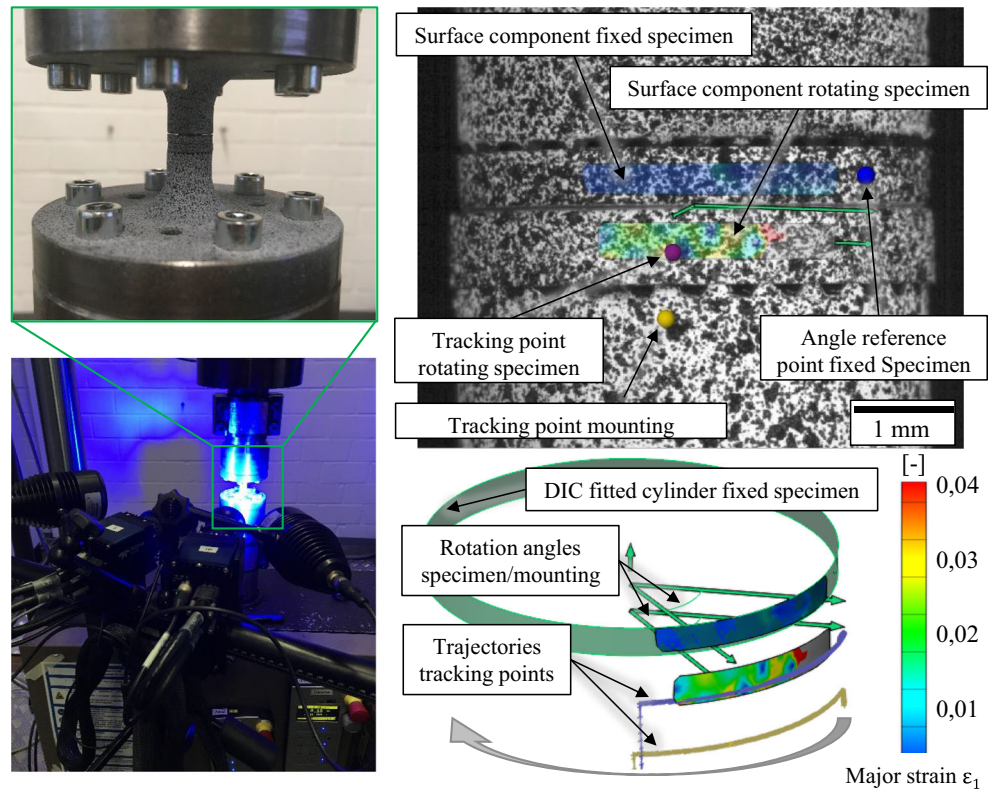 Surface component fixed specimen
Surface component rotating specimen
Tracking point
rotating specimen
Angle reference
point fixed Specimen
Tracking point mounting
1 mm
DIC fitted cylinder fixed specimen
Rotation angles
specimen/mounting
Trajectories
tracking points
[-]
0,04
0,03
0,02
0,01
Major strain ε₁